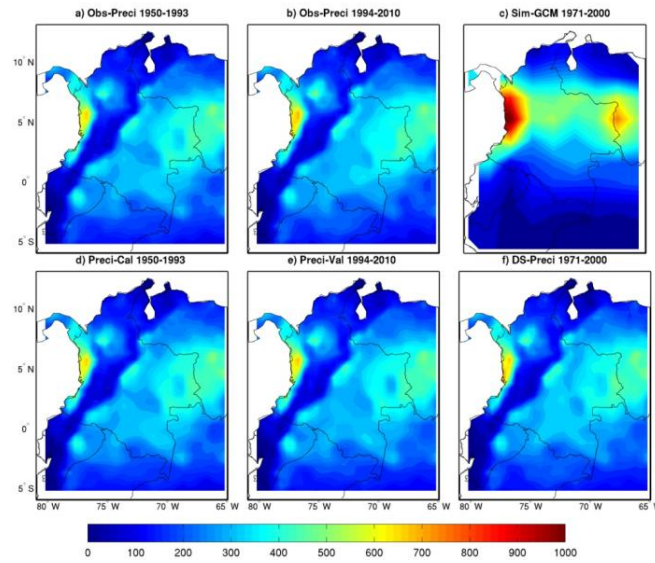 a) Obs-Preci 1950-1993
b) Obs-Preci 1994-2010
c) Sim-GCM 1971-2000
10° N
5° N
0°
5° S
d) Preci-Cal 1950-1993
e) Preci-Val 1994-2010
f) DS-Preci 1971-2000
10° N
5° N
0°
5° S
80° W 75° W 70° W 65° W 80° W 75° W 70° W 65° W 80° W 75° W 70° W 65° W
0 100 200 300 400 500 600 700 800 900 1000